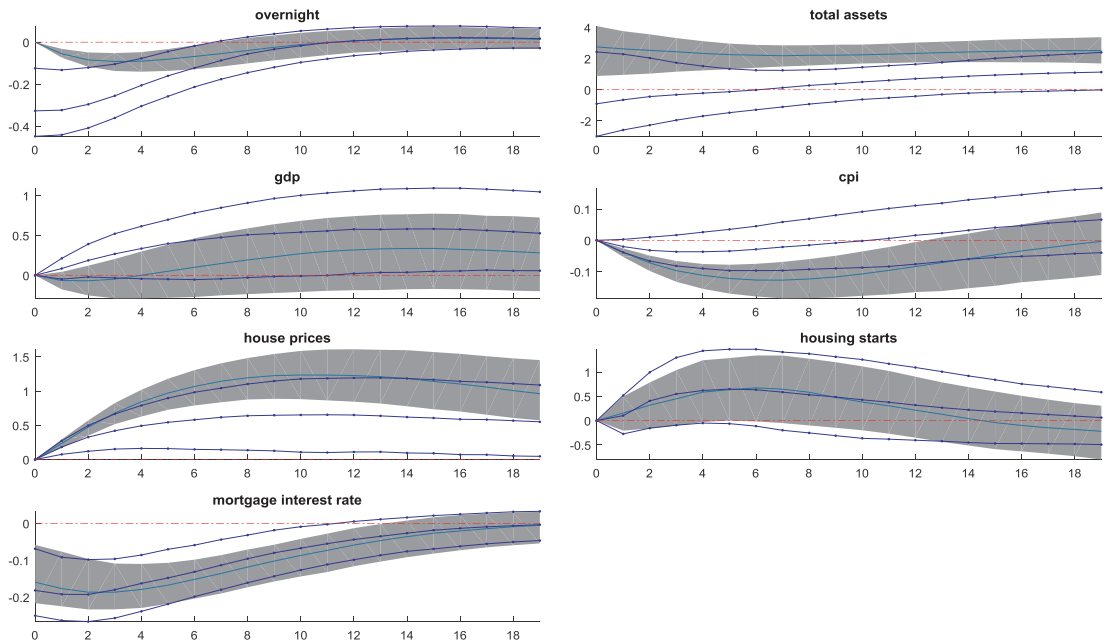 overnight
0
-0.2
-0.4
0 2 4 6 8 10 12 14 16 18
total assets
4
2
0
-2
0 2 4 6 8 10 12 14 16 18
gdp
1
0.5
0
0 2 4 6 8 10 12 14 16 18
cpi
0.1
0
-0.1
0 2 4 6 8 10 12 14 16 18
house prices
1.5
1
0.5
0
0 2 4 6 8 10 12 14 16 18
housing starts
1
0.5
0
-0.5
0 2 4 6 8 10 12 14 16 18
mortgage interest rate
0
-0.1
-0.2
0 2 4 6 8 10 12 14 16 18